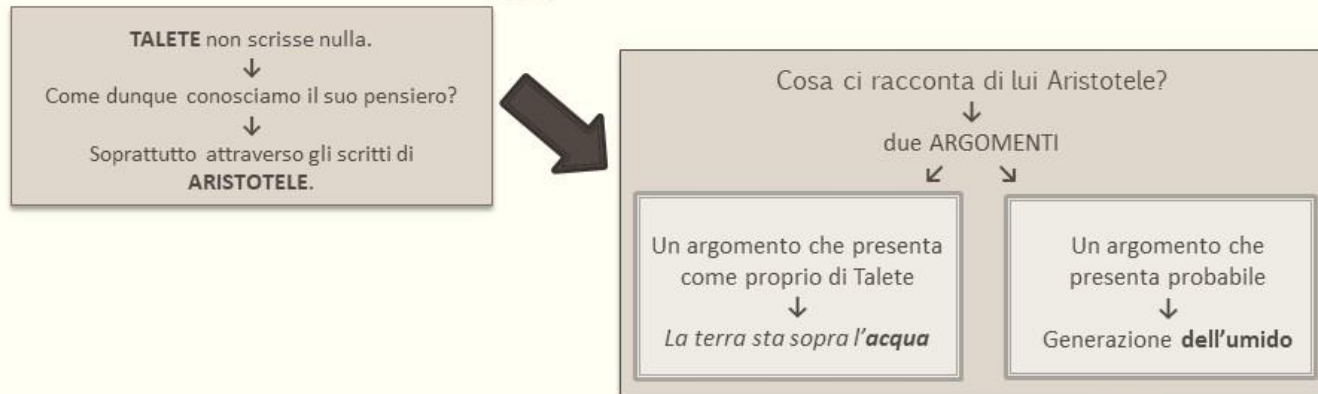 TALETE non scrisse nulla.
↓
Come dunque conosciamo il suo pensiero?
↓
Soprattutto attraverso gli scritti di
ARISTOTELE.
Cosa ci racconta di lui Aristotele?
↓
due ARGOMENTI
↙ ↘
Un argomento che presenta
come proprio di Talete
↓
La terra sta sopra l'acqua
Un argomento che
presenta probabile
↓
Generazione dell'umido